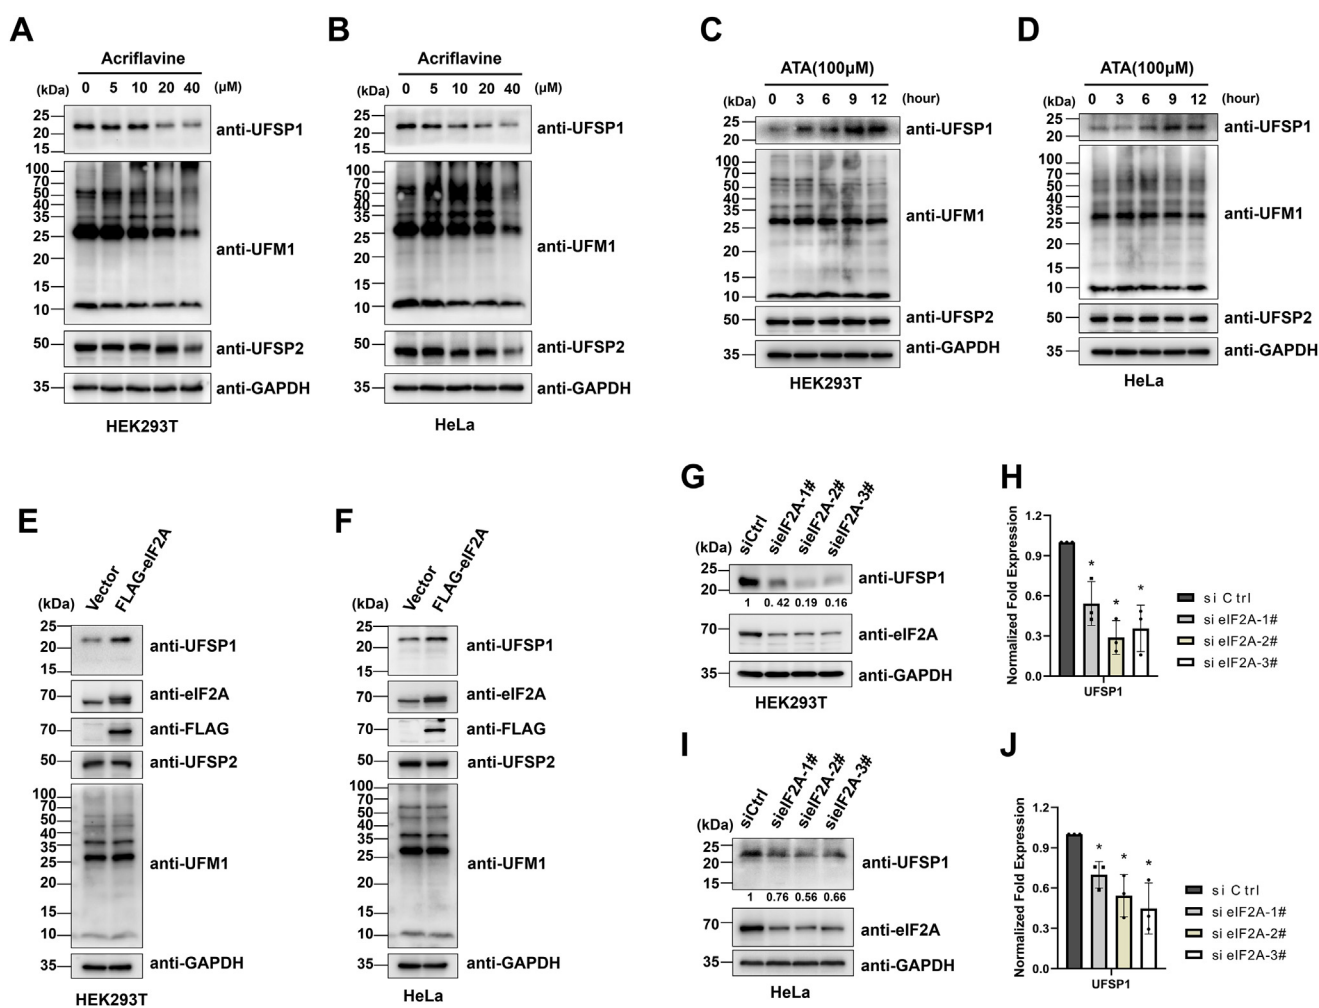 A
Acriflavine
(kDa) 0 5 10 20 40 (μM)
25
20
15
anti-UFSP1
100
70
50
40
35
25
20
15
10
anti-UFM1
50
anti-UFSP2
35
anti-GAPDH
HEK293T
B
Acriflavine
(kDa) 0 5 10 20 40 (μM)
25
20
15
anti-UFSP1
100
70
50
40
35
25
20
15
10
anti-UFM1
50
anti-UFSP2
35
anti-GAPDH
HeLa
C
ATA(100μM)
(kDa) 0 3 6 9 12 (hour)
25
20
anti-UFSP1
100
70
50
40
35
30
20
15
10
anti-UFM1
50
anti-UFSP2
35
anti-GAPDH
HEK293T
D
ATA(100μM)
(kDa) 0 3 6 9 12 (hour)
25
20
anti-UFSP1
100
70
50
40
35
30
20
15
10
anti-UFM1
50
anti-UFSP2
35
anti-GAPDH
HeLa
E
Vector
FLAG-eIF2A
(kDa)
25
20
15
anti-UFSP1
70
anti-eIF2A
70
anti-FLAG
50
anti-UFSP2
100
70
50
40
35
25
20
15
10
anti-UFM1
35
anti-GAPDH
HEK293T
F
Vector
FLAG-eIF2A
(kDa)
25
20
15
anti-UFSP1
70
anti-eIF2A
70
anti-FLAG
50
anti-UFSP2
100
70
50
40
35
25
20
15
10
anti-UFM1
35
anti-GAPDH
HeLa
G
siCtrl
sieIF2A-1#
sieIF2A-2#
sieIF2A-3#
(kDa)
25
20
anti-UFSP1
1 0.42 0.19 0.16
70
anti-eIF2A
35
anti-GAPDH
HEK293T
H
Normalized Fold Expression
1.2
0.9
0.6
0.3
0.0
* * *
UFSP1
si Ctrl
si eIF2A-1#
si eIF2A-2#
si eIF2A-3#
I
siCtrl
sieIF2A-1#
sieIF2A-2#
sieIF2A-3#
(kDa)
25
20
15
anti-UFSP1
1 0.76 0.56 0.66
70
anti-eIF2A
35
anti-GAPDH
HeLa
J
Normalized Fold Expression
1.2
0.9
0.6
0.3
0.0
* * *
UFSP1
si Ctrl
si eIF2A-1#
si eIF2A-2#
si eIF2A-3#